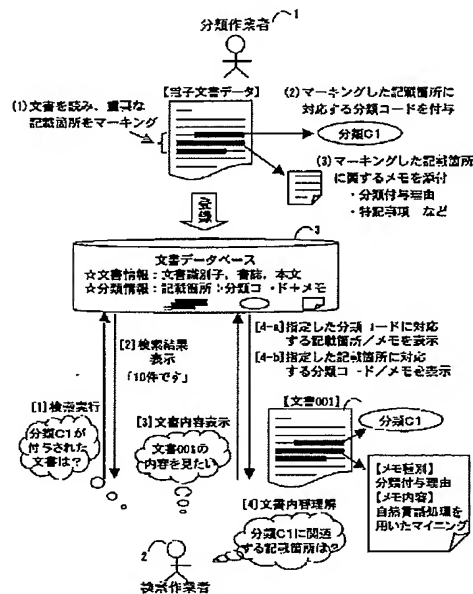 分類作業者
1
【電子文書データ】
(1)文書を読み、重要な
記載箇所をマーキング
(2)マーキングした記載箇所に
対応する分類コードを付与
分類C1
(3)マーキングした記載箇所
に関するメモを添付
・分類付与理由
・特記事項 など
3
文書データベース
☆文書情報：文書識別子，書誌，本文
☆分類情報：記載箇所＋分類コード＋メモ
[2]検索結果
表示
「10件です」
[4-a]指定した分類コードに対応
する記載箇所／メモを表示
[4-b]指定した記載箇所に対応
する分類コード／メモを表示
[1]検索実行
分類C1が
付与された
文書は？
[3]文書内容表示
文書001の
内容を見たい
【文書001】
分類C1
【メモ種別】
分類付与理由
【メモ内容】
自然言語処理を
用いたマイニング
[4]文書内容理解
分類C1に関連
する記載箇所は？
2
検索作業者